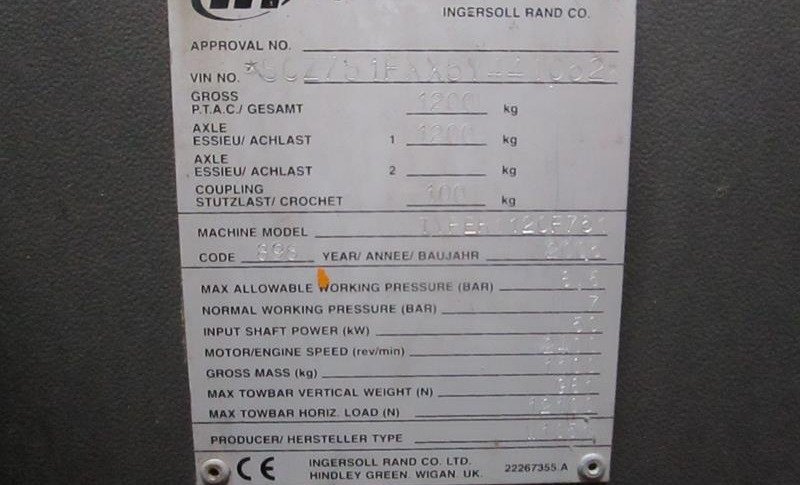 INGERSOLL RAND CO.
APPROVAL NO.
VIN NO.
GROSS
P.T.A.C./ GESAMT 1200 kg
AXLE
ESSIEU/ ACHLAST 1 1200 kg
AXLE
ESSIEU/ ACHLAST 2 kg
COUPLING
STUTZLAST/ CROCHET 100 kg
MACHINE MODEL
CODE YEAR/ ANNEE/ BAUJAHR
MAX ALLOWABLE WORKING PRESSURE (BAR)
NORMAL WORKING PRESSURE (BAR) 7
INPUT SHAFT POWER (kW)
MOTOR/ENGINE SPEED (rev/min)
GROSS MASS (kg)
MAX TOWBAR VERTICAL WEIGHT (N) 981
MAX TOWBAR HORIZ. LOAD (N)
PRODUCER/ HERSTELLER TYPE
CE INGERSOLL RAND CO. LTD. 22267355 A
HINDLEY GREEN. WIGAN. UK.